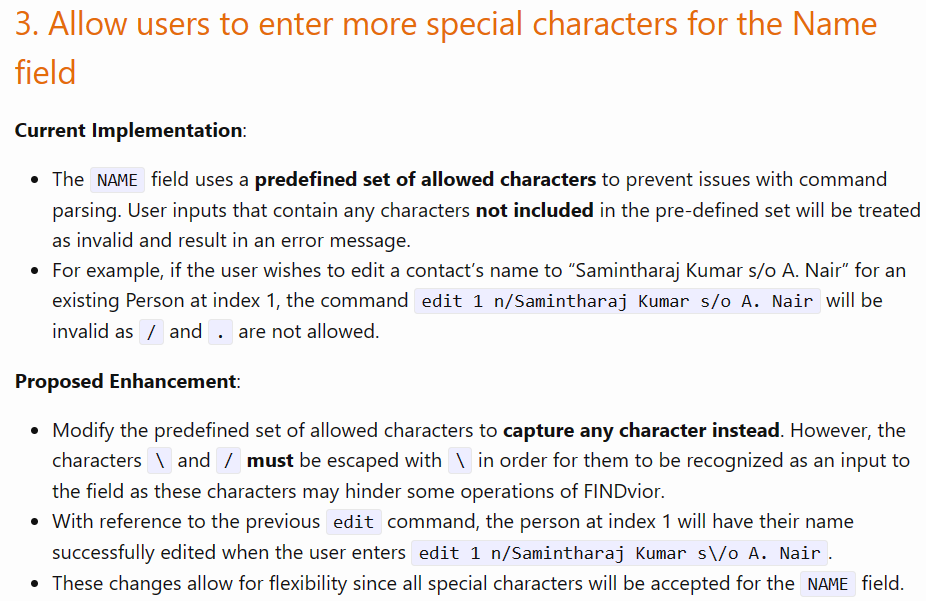 3. Allow users to enter more special characters for the Name
field
Current Implementation:
• The NAME field uses a predefined set of allowed characters to prevent issues with command
parsing. User inputs that contain any characters not included in the pre-defined set will be treated
as invalid and result in an error message.
• For example, if the user wishes to edit a contact’s name to “Samintharaj Kumar s/o A. Nair” for an
existing Person at index 1, the command edit 1 n/Samintharaj Kumar s/o A. Nair will be
invalid as / and . are not allowed.
Proposed Enhancement:
• Modify the predefined set of allowed characters to capture any character instead. However, the
characters \ and / must be escaped with \ in order for them to be recognized as an input to
the field as these characters may hinder some operations of FINDvior.
• With reference to the previous edit command, the person at index 1 will have their name
successfully edited when the user enters edit 1 n/Samintharaj Kumar s\/o A. Nair.
• These changes allow for flexibility since all special characters will be accepted for the NAME field.